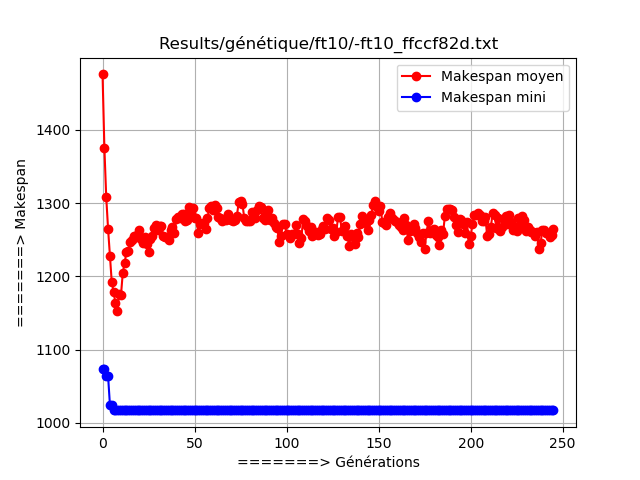 Results/génétique/ft10/-ft10_ffccf82d.txt
Makespan moyen
Makespan mini
1400
1300
1200
1100
1000
=======> Makespan
0 50 100 150 200 250
=======> Générations